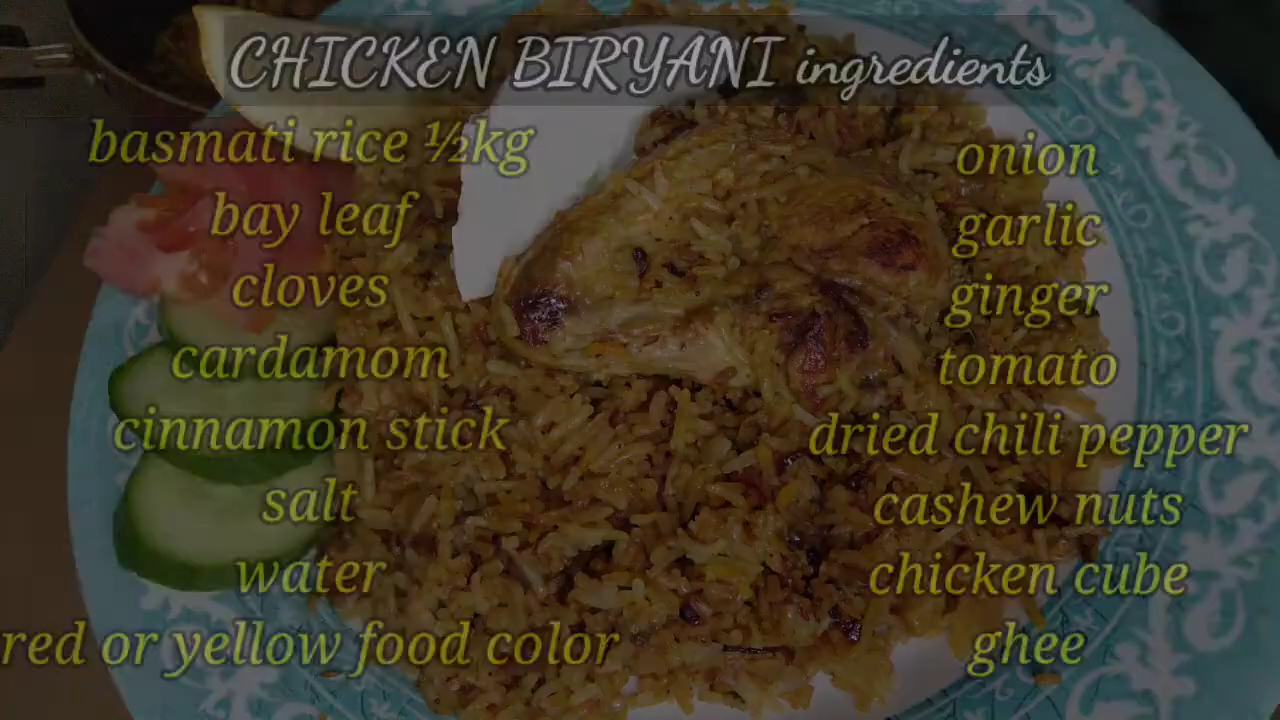 CHICKEN BIRYANI ingredients
basmati rice ½kg
bay leaf
cloves
cardamom
cinnamon stick
salt
water
red or yellow food color
onion
garlic
ginger
tomato
dried chili pepper
cashew nuts
chicken cube
ghee